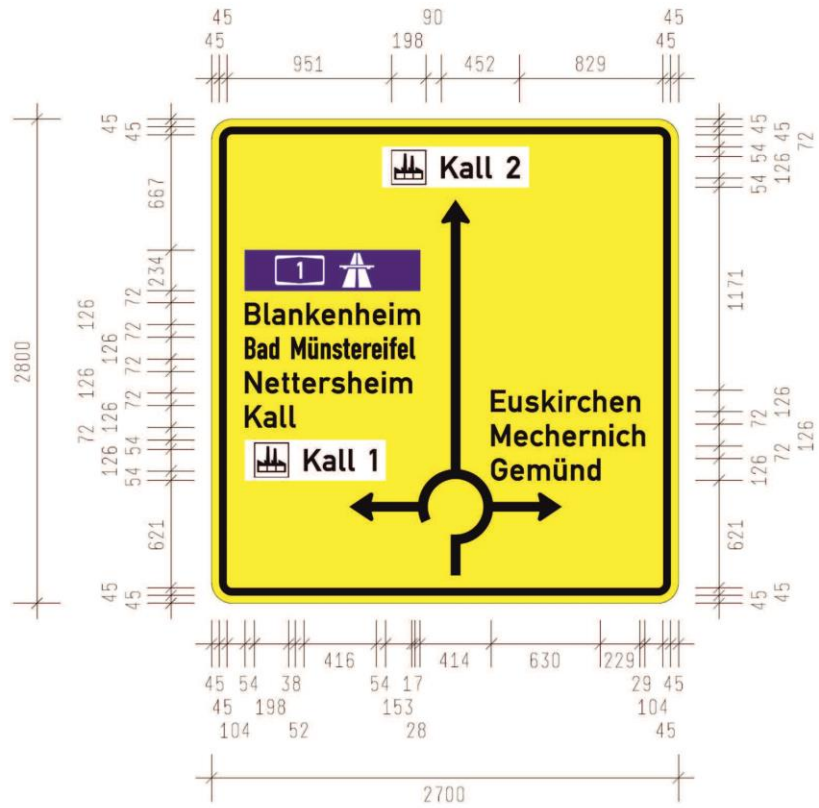 45 90 45
45 198 45
951 452 829
2800
45
45
667
234
72
126
72
126
72
126
72
126
72
54
126
54
621
45
45
Kall 2
1
Blankenheim
Bad Münstereifel
Nettersheim
Kall
Kall 1
Euskirchen
Mechernich
Gemünd
45
45
72
54
126
54
1171
126
72
126
72
126
621
45
45
416 414 630 229
45 54 38 54 17 29 45
45 198 153 104
104 52 28 45
2700